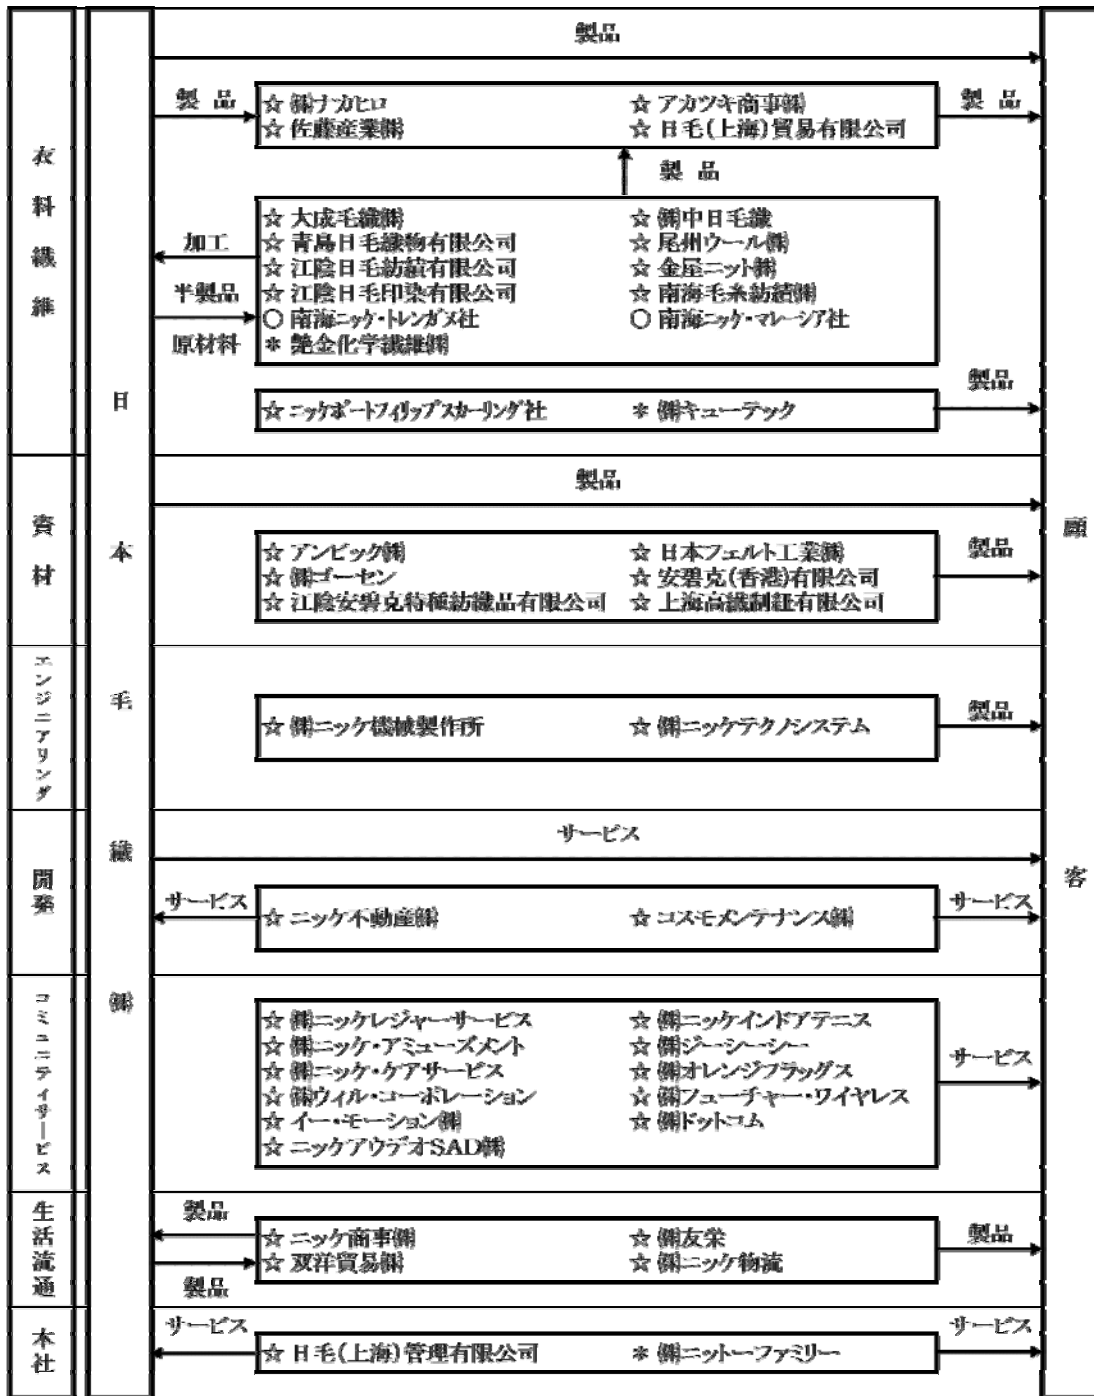 衣料繊維
日本毛織㈱
顧客
製品
製品
☆ ㈱ナカヒロ ☆ アカツキ商事㈱
製品
☆ 佐藤産業㈱ ☆ 日毛(上海)貿易有限公司
製品
☆ 大成毛織㈱ ☆ ㈱中日毛織
加工
☆ 青島日毛織物有限公司 ☆ 尾州ウール㈱
☆ 江陰日毛紡績有限公司 ☆ 金屋ニット㈱
半製品
☆ 江陰日毛印染有限公司 ☆ 南海毛糸紡績㈱
○ 南海ニッケ・トレンガヌ社 ○ 南海ニッケ・マレーシア社
原材料
* 艶金化学繊維㈱
☆ ニッケポートフィリップスカーリング社 * ㈱キューテック
製品
資材
製品
☆ アンビック㈱ ☆ 日本フェルト工業㈱
☆ ㈱ゴーセン ☆ 安碧克(香港)有限公司
☆ 江陰安碧克特種紡織品有限公司 ☆ 上海高織制紐有限公司
製品
エンジニアリング
☆ ㈱ニッケ機械製作所 ☆ ㈱ニッケテクノシステム
製品
開発
サービス
サービス
☆ ニッケ不動産㈱ ☆ コスモメンテナンス㈱
サービス
コミュニティサービス
☆ ㈱ニッケレジャーサービス ☆ ㈱ニッケインドアテニス
☆ ㈱ニッケ・アミューズメント ☆ ㈱ジーシーシー
☆ ㈱ニッケ・ケアサービス ☆ ㈱オレンジフラッグス
☆ ㈱ウィル・コーポレーション ☆ ㈱フューチャー・ワイヤレス
☆ イー・モーション㈱ ☆ ㈱ドットコム
☆ ニッケアウデオSAD㈱
サービス
生活流通
製品
☆ ニッケ商事㈱ ☆ ㈱友栄
☆ 双洋貿易㈱ ☆ ㈱ニッケ物流
製品
製品
本社
サービス
☆ 日毛(上海)管理有限公司 * ㈱ニットーファミリー
サービス